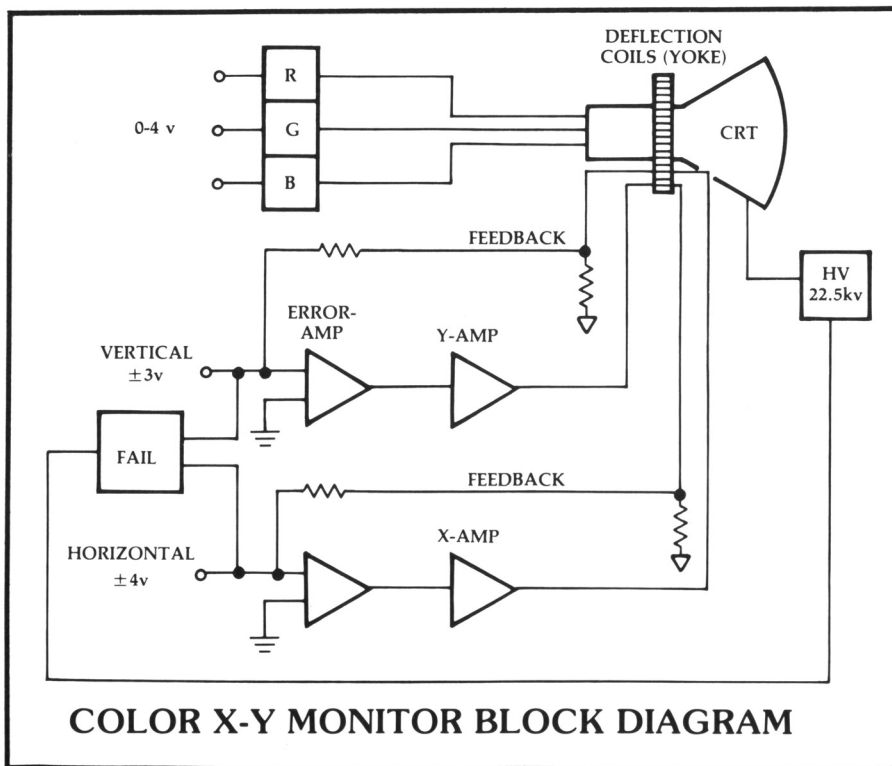 DEFLECTION
COILS (YOKE)
R
0-4 v
G
CRT
B
FEEDBACK
HV
22.5kv
ERROR-
AMP
Y-AMP
VERTICAL
±3v
FAIL
FEEDBACK
X-AMP
HORIZONTAL
±4v
COLOR X-Y MONITOR BLOCK DIAGRAM